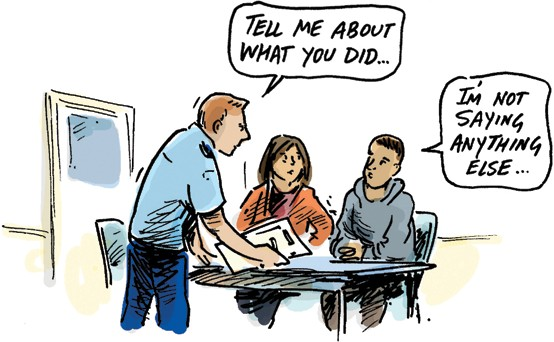 TELL ME ABOUT
WHAT YOU DID...
I'M NOT
SAYING
ANYTHING
ELSE...